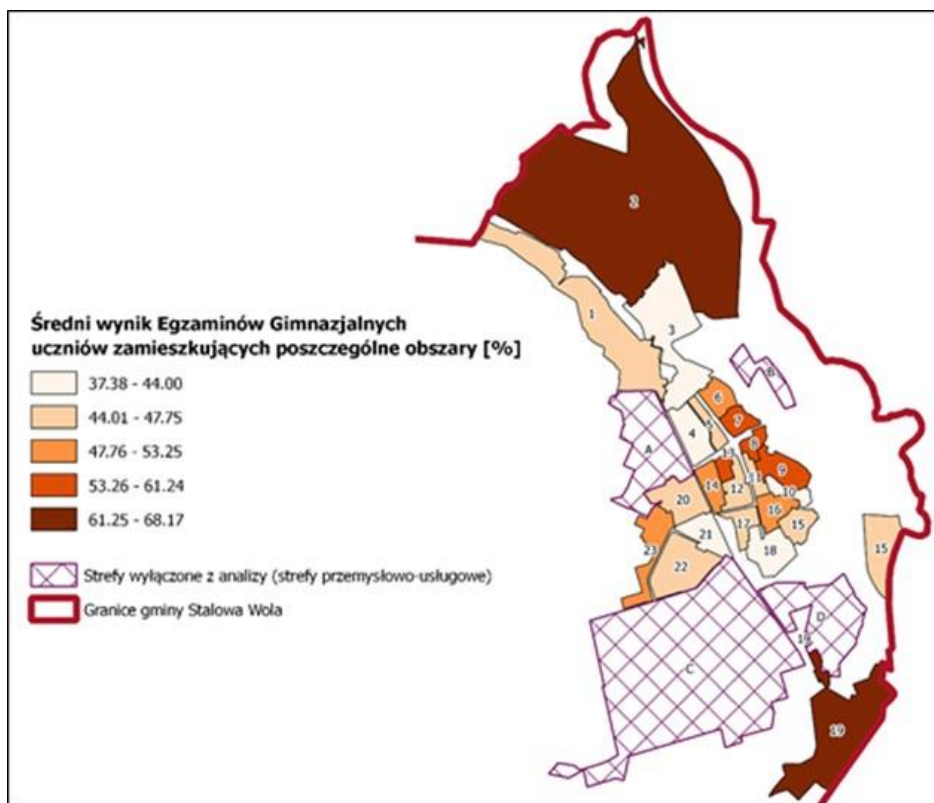 2
1
3
B
6
5
7
4
8
13
A
9
11
14
12
10
20
16
17
15
21
18
23
22
15
D
19
C
19
Średni wynik Egzaminów Gimnazjalnych
uczniów zamieszkujących poszczególne obszary [%]
37.38 - 44.00
44.01 - 47.75
47.76 - 53.25
53.26 - 61.24
61.25 - 68.17
Strefy wyłączone z analizy (strefy przemysłowo-usługowe)
Granice gminy Stalowa Wola